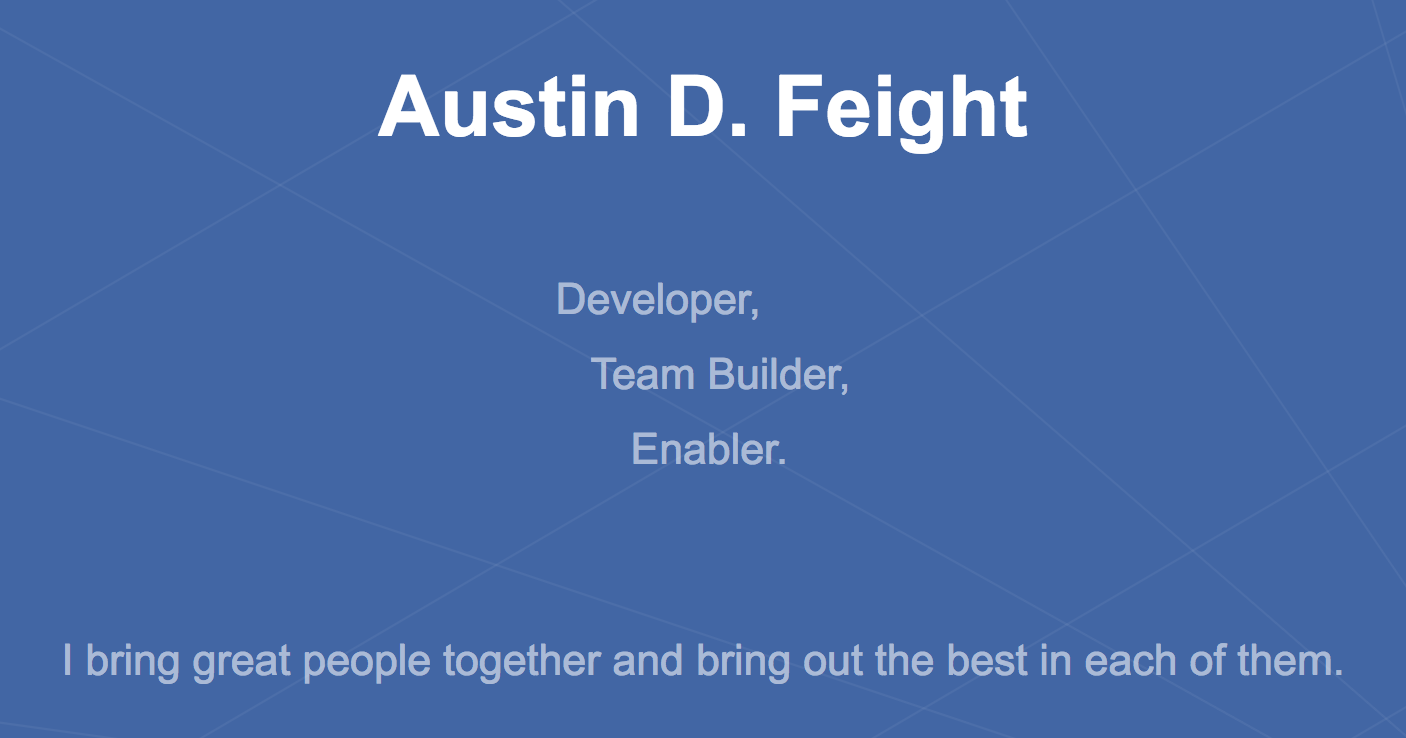 Austin D. Feight
Developer,
Team Builder,
Enabler.
I bring great people together and bring out the best in each of them.